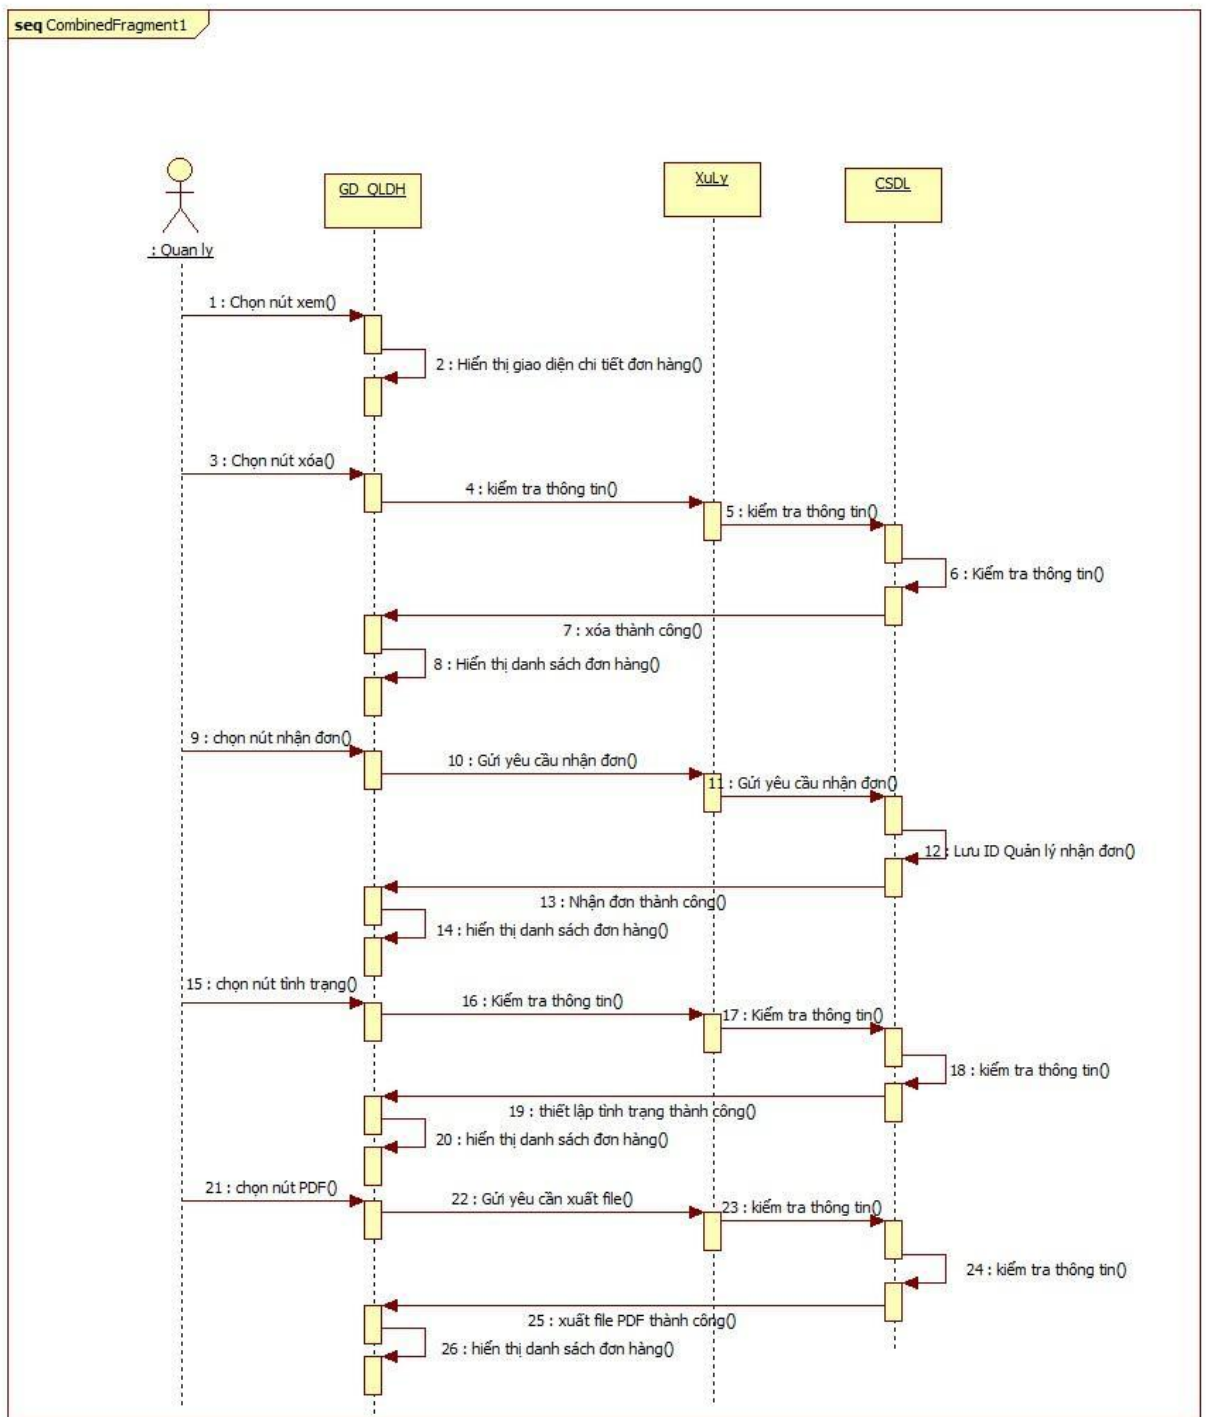 seq CombinedFragment1
XuLy
CSDL
GD_QLDH
: Quan ly
1 : Chọn nút xem()
2 : Hiển thị giao diện chi tiết đơn hàng()
3 : Chọn nút xóa()
4 : kiểm tra thông tin()
5 : kiểm tra thông tin()
6 : Kiểm tra thông tin()
7 : xóa thành công()
8 : Hiển thị danh sách đơn hàng()
9 : chọn nút nhận đơn()
10 : Gửi yêu cầu nhận đơn()
11 : Gửi yêu cầu nhận đơn()
12 : Lưu ID Quản lý nhận đơn()
13 : Nhận đơn thành công()
14 : hiển thị danh sách đơn hàng()
15 : chọn nút tình trạng()
16 : Kiểm tra thông tin()
17 : Kiểm tra thông tin()
18 : kiểm tra thông tin()
19 : thiết lập tình trạng thành công()
20 : hiển thị danh sách đơn hàng()
21 : chọn nút PDF()
22 : Gửi yêu cần xuất file()
23 : kiểm tra thông tin()
24 : kiểm tra thông tin()
25 : xuất file PDF thành công()
26 : hiển thị danh sách đơn hàng()